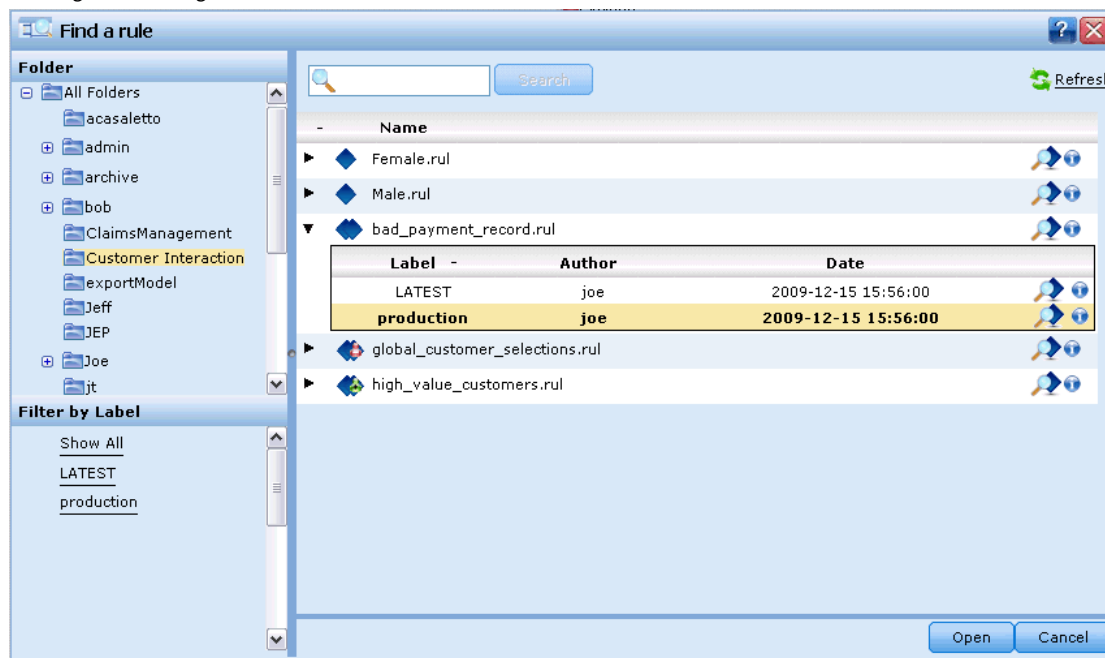 Find a rule
?
Folder
All Folders
acasaletto
admin
archive
bob
ClaimsManagement
Customer Interaction
exportModel
Jeff
JEP
Joe
jt
Filter by Label
Show All
LATEST
production
Search
Refresh
- Name
Female.rul
Male.rul
bad_payment_record.rul
Label - Author Date
LATEST joe 2009-12-15 15:56:00
production joe 2009-12-15 15:56:00
global_customer_selections.rul
high_value_customers.rul
Open Cancel